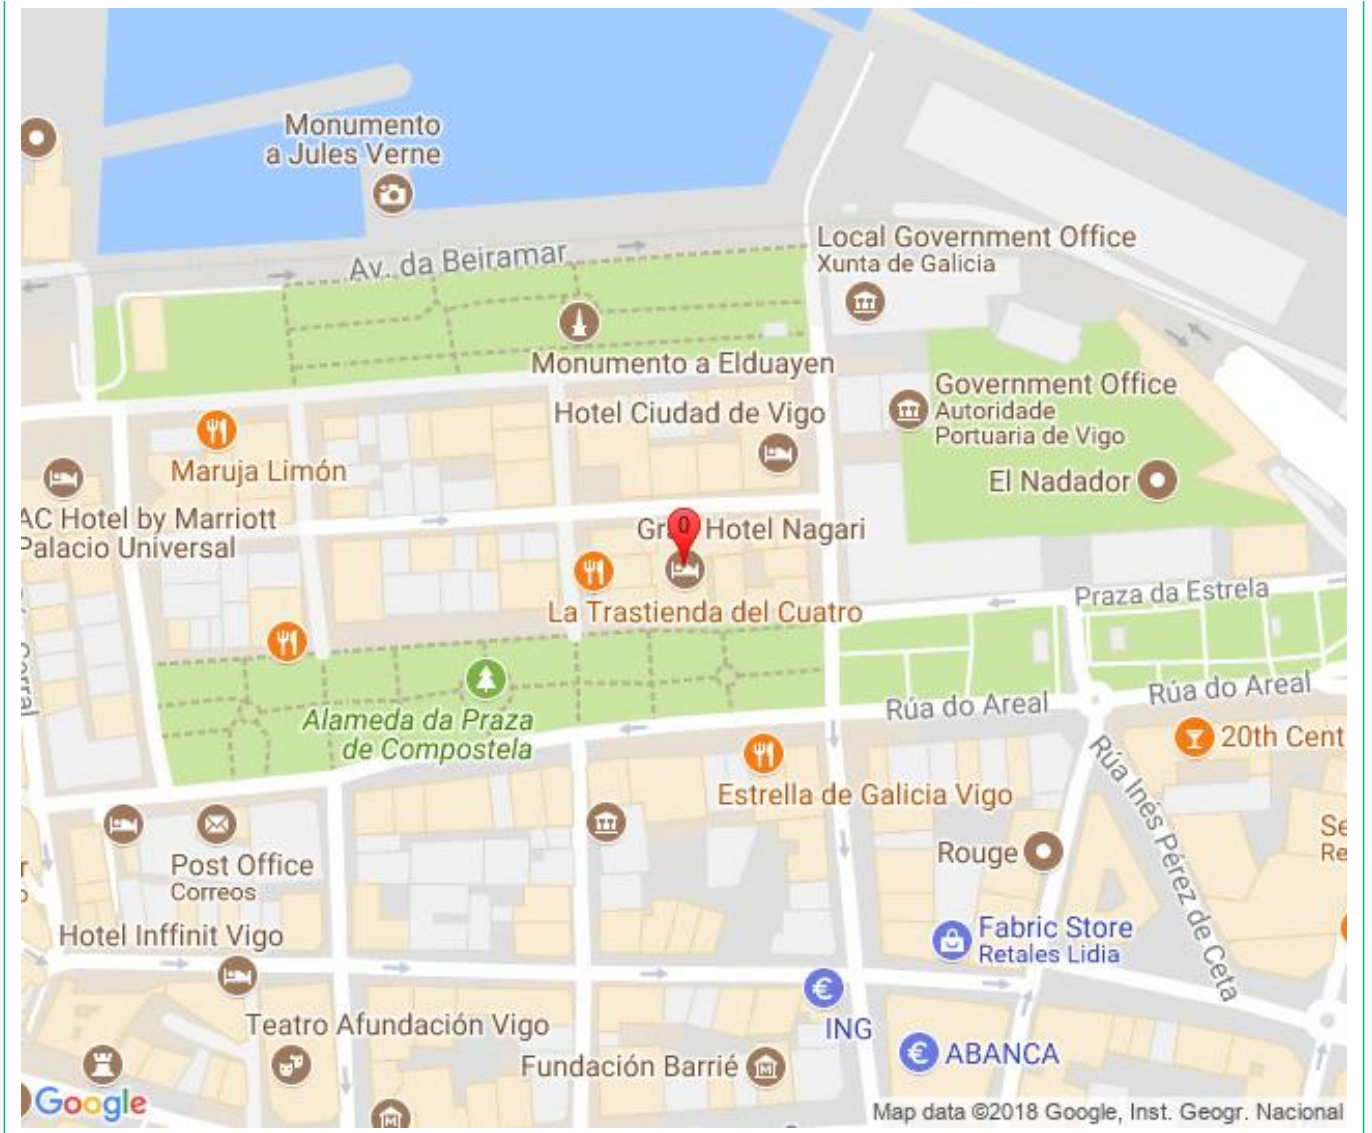 Monumento
a Jules Verne
Av. da Beiramar
Local Government Office
Xunta de Galicia
Monumento a Elduayen
Government Office
Autoridade
Portuaria de Vigo
Hotel Ciudad de Vigo
Maruja Limón
El Nadador
AC Hotel by Marriott
Palacio Universal
0
Hotel Nagari
Praza da Estrela
La Trastienda del Cuatro
Rúa do Areal
Rúa do Areal
Alameda da Praza
de Compostela
20th Cent
Rúa Inés Pérez de Ceta
Estrella de Galicia Vigo
Se
Re
Rouge
Post Office
Correos
Fabric Store
Retales Lidia
Hotel Inffinit Vigo
ING
Teatro Afundación Vigo
ABANCA
Fundación Barrié
Google
Map data ©2018 Google, Inst. Geogr. Nacional